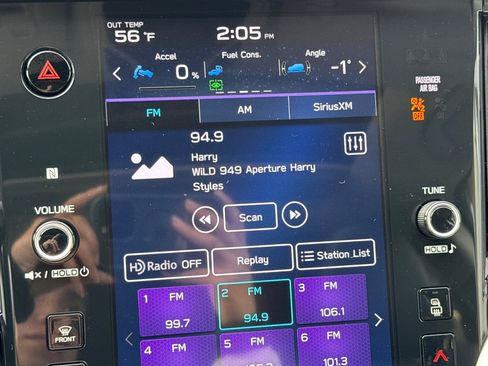 OUT TEMP
56 °F
2:05 PM
Accel
0 %
Fuel Cons.
Angle
-1°
PASSENGER
AIR BAG
OFF
FM
AM
SiriusXM
94.9
Harry
WiLD 949 Aperture Harry
Styles
VOLUME
TUNE
Scan
/ HOLD
HOLD
HD Radio OFF
Replay
Station List
1 FM
99.7
2 FM
94.9
3 FM
106.1
FRONT
4 FM
5 FM
6 FM
101.3